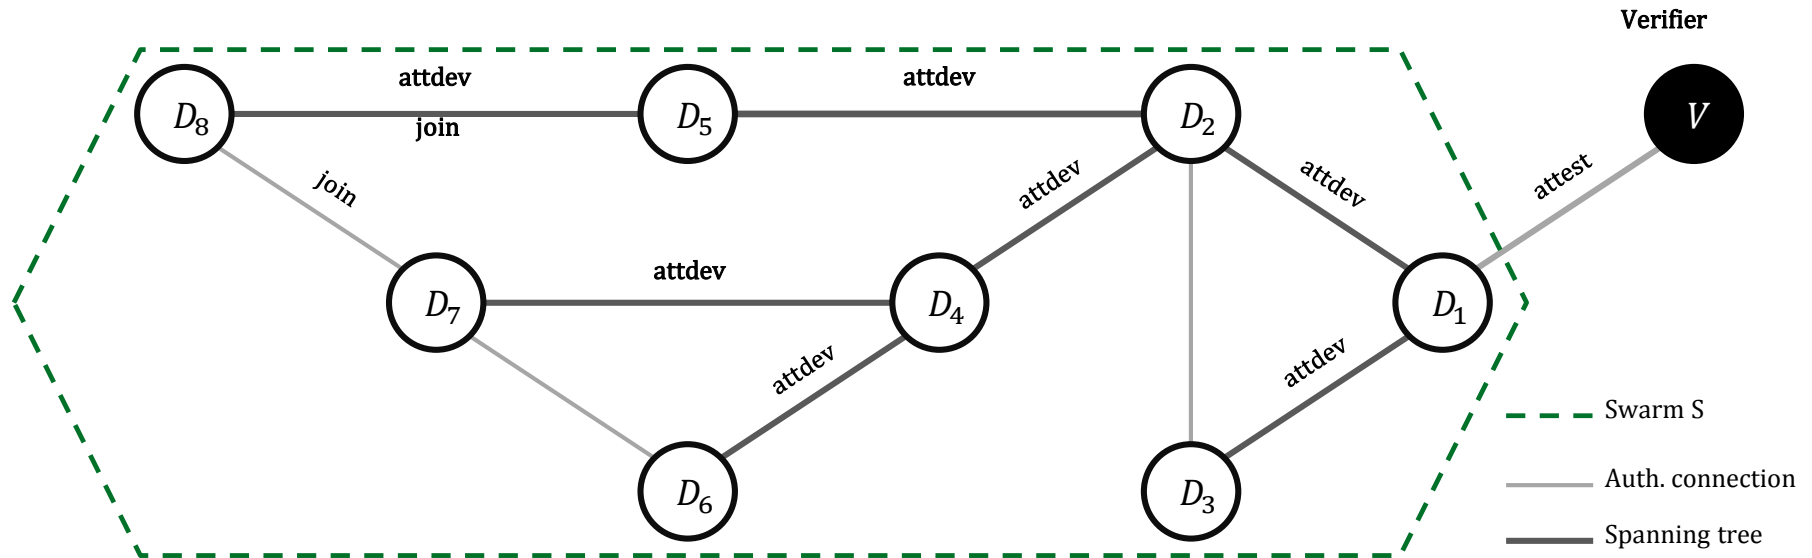 Verifier
attdev
attdev
D₈
join
D₅
D₂
V
join
attdev
attdev
attest
attdev
D₇
D₄
D₁
attdev
attdev
D₆
D₃
Swarm S
Auth. connection
Spanning tree